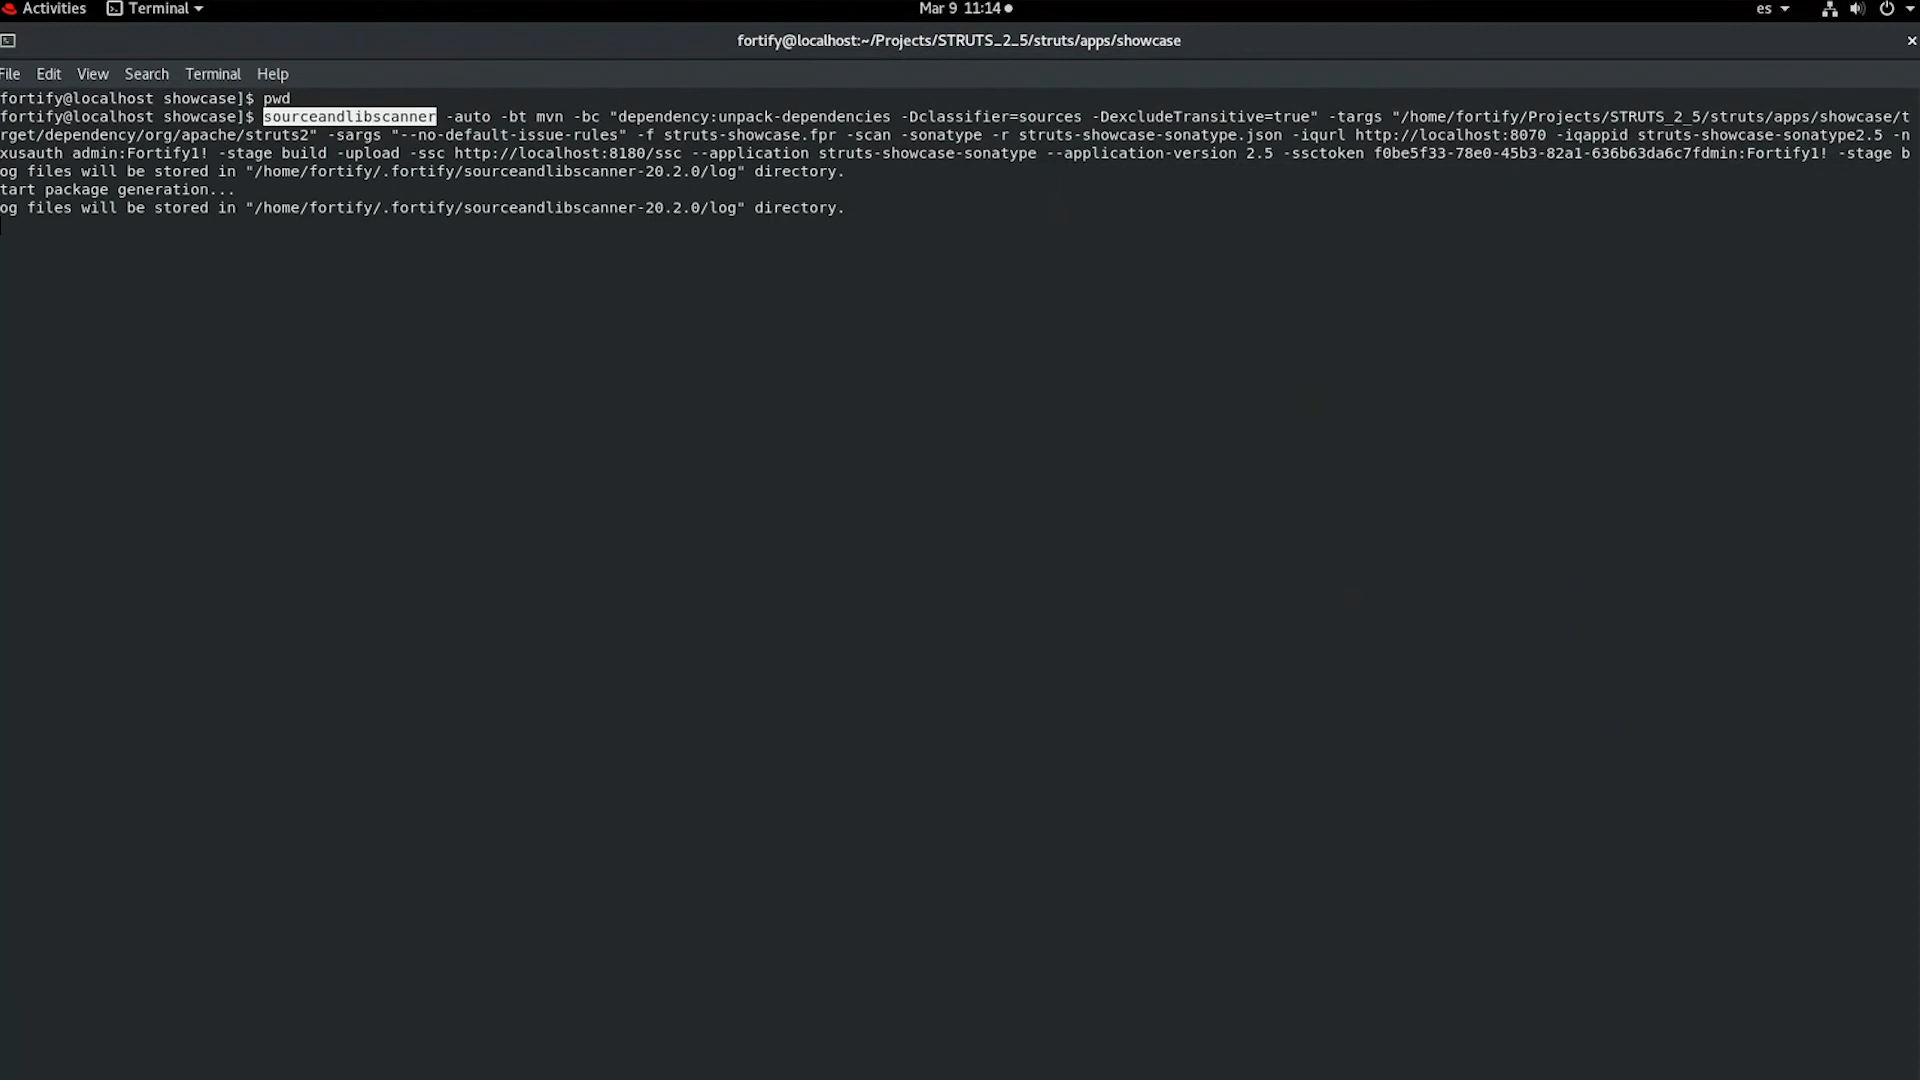 Activities Terminal Mar 9 11:14 es
fortify@localhost:~/Projects/STRUTS_2_5/struts/apps/showcase
File Edit View Search Terminal Help
fortify@localhost showcase]$ pwd
fortify@localhost showcase]$ sourceandlibscanner -auto -bt mvn -bc "dependency:unpack-dependencies -Dclassifier=sources -DexcludeTransitive=true" -targs "/home/fortify/Projects/STRUTS_2_5/struts/apps/showcase/t
rget/dependency/org/apache/struts2" -sargs "--no-default-issue-rules" -f struts-showcase.fpr -scan -sonatype -r struts-showcase-sonatype.json -iqurl http://localhost:8070 -iqappid struts-showcase-sonatype2.5 -n
xusauth admin:Fortify1! -stage build -upload -ssc http://localhost:8180/ssc --application struts-showcase-sonatype --application-version 2.5 -ssctoken f0be5f33-78e0-45b3-82a1-636b63da6c7fdmin:Fortify1! -stage b
og files will be stored in "/home/fortify/.fortify/sourceandlibscanner-20.2.0/log" directory.
tart package generation...
og files will be stored in "/home/fortify/.fortify/sourceandlibscanner-20.2.0/log" directory.